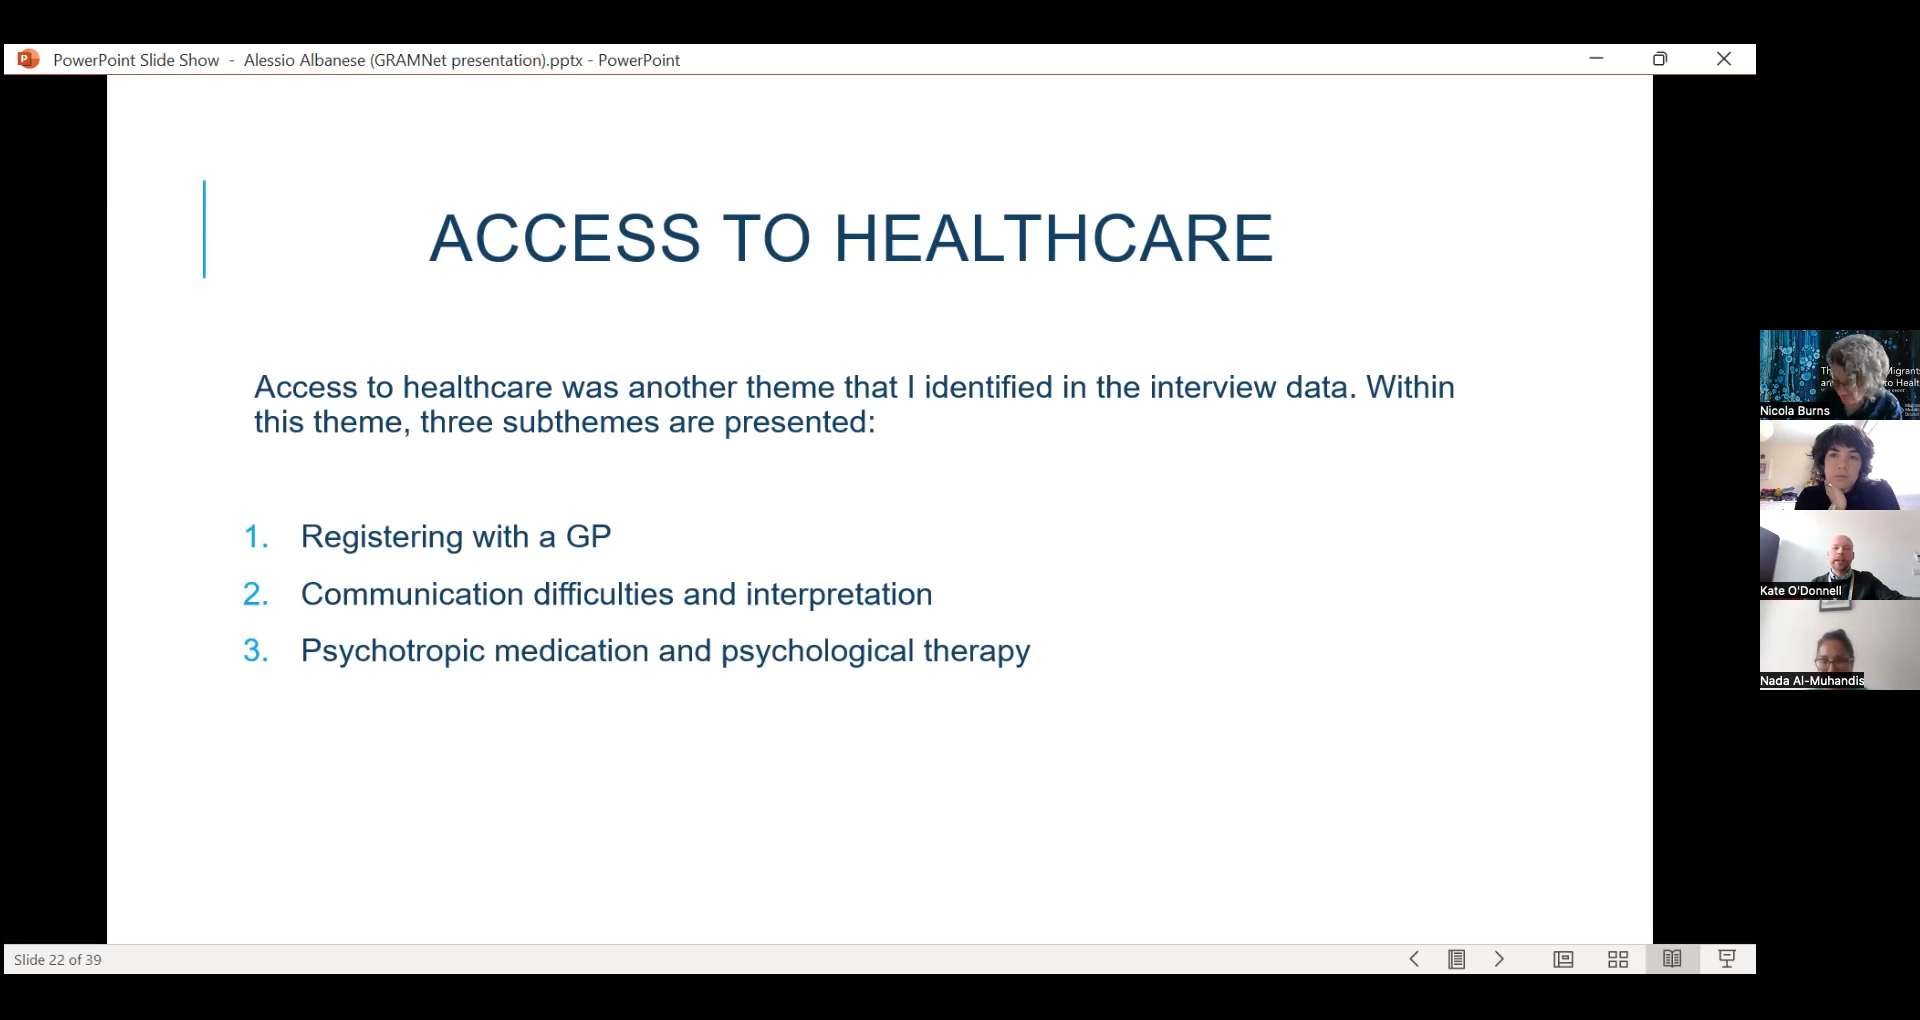 PowerPoint Slide Show - Alessio Albanese (GRAMNet presentation).pptx - PowerPoint
ACCESS TO HEALTHCARE
Access to healthcare was another theme that I identified in the interview data. Within
this theme, three subthemes are presented:
1. Registering with a GP
2. Communication difficulties and interpretation
3. Psychotropic medication and psychological therapy
Nicola Burns
Kate O'Donnell
Nada Al-Muhandis
Slide 22 of 39